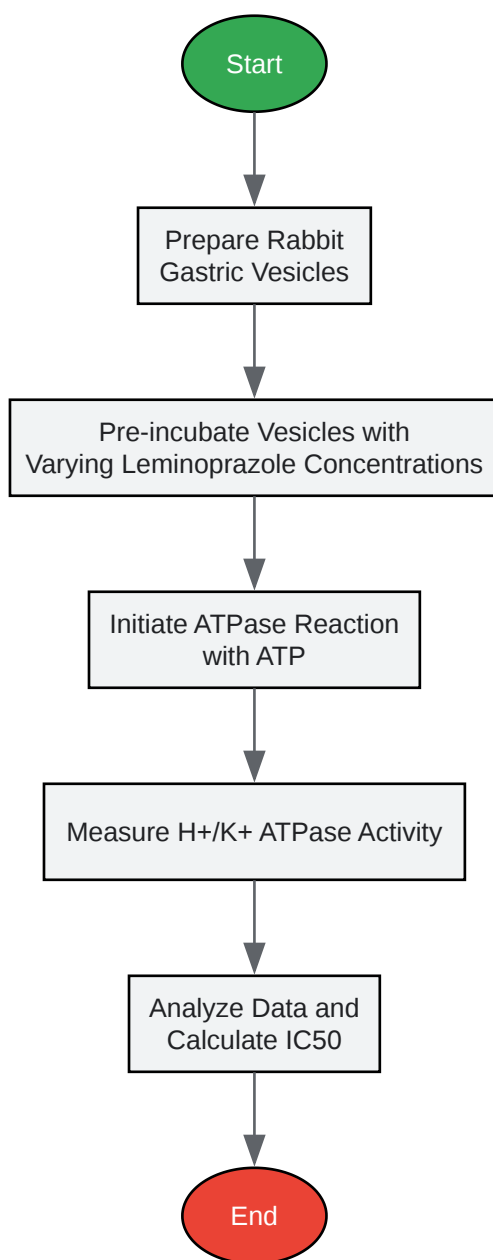 Start
Prepare Rabbit
Gastric Vesicles
Pre-incubate Vesicles with
Varying Leminoprazole Concentrations
Initiate ATPase Reaction
with ATP
Measure H+/K+ ATPase Activity
Analyze Data and
Calculate IC50
End